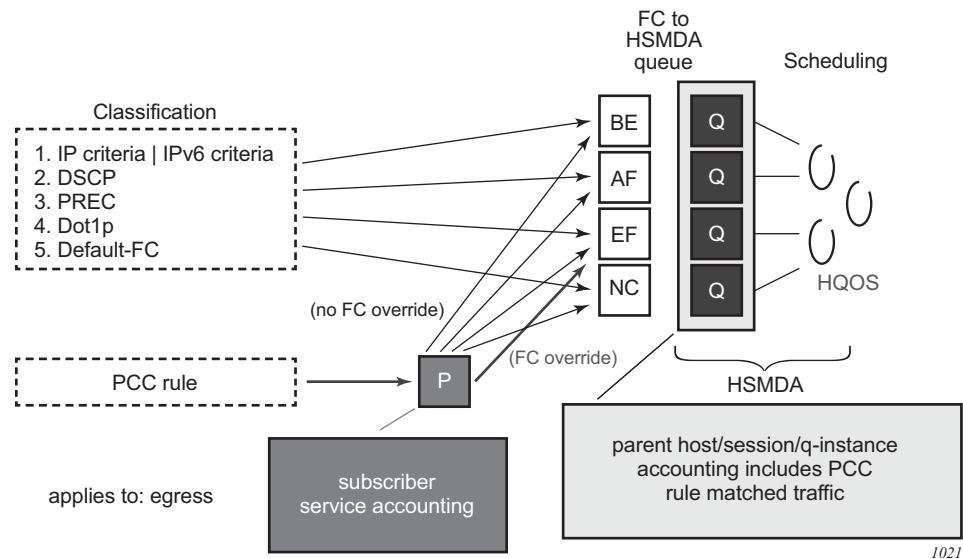 FC to
HSMDA
queue
Scheduling
Classification
1. IP criteria | IPv6 criteria
2. DSCP
3. PREC
4. Dot1p
5. Default-FC
BE
Q
AF
Q
EF
Q
NC
Q
HQOS
(no FC override)
(FC override)
PCC rule
P
HSMDA
subscriber
service accounting
parent host/session/q-instance
accounting includes PCC
rule matched traffic
applies to: egress
1021